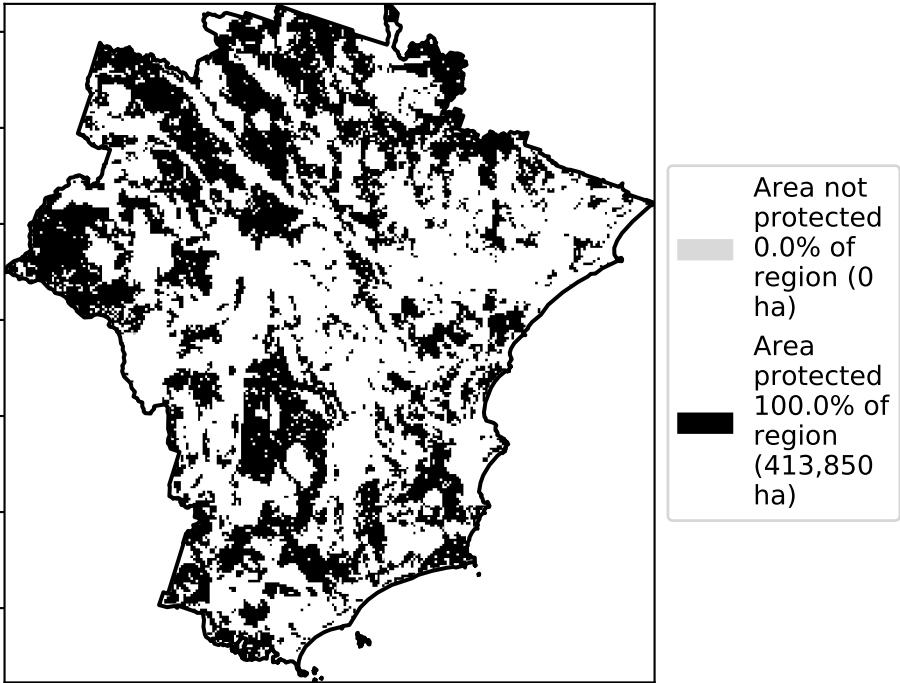 Area not
protected
0.0% of
region (0
ha)
Area
protected
100.0% of
region
(413,850
ha)